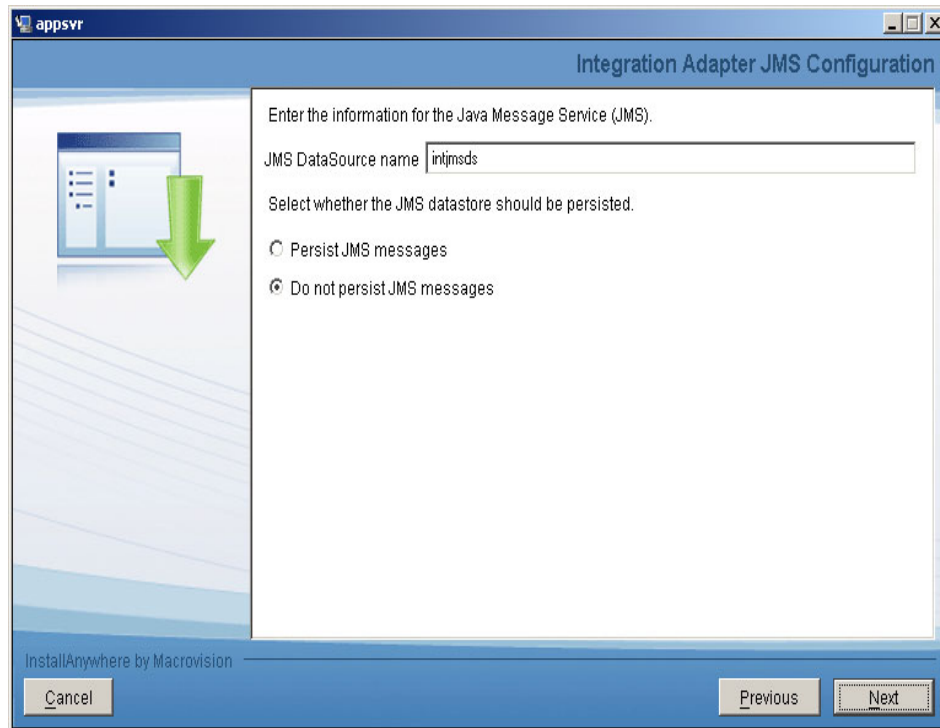 appsvr
Integration Adapter JMS Configuration
Enter the information for the Java Message Service (JMS).
JMS DataSource name intjmsds
Select whether the JMS datastore should be persisted.
Persist JMS messages
Do not persist JMS messages
InstallAnywhere by Macrovision
Cancel Previous Next